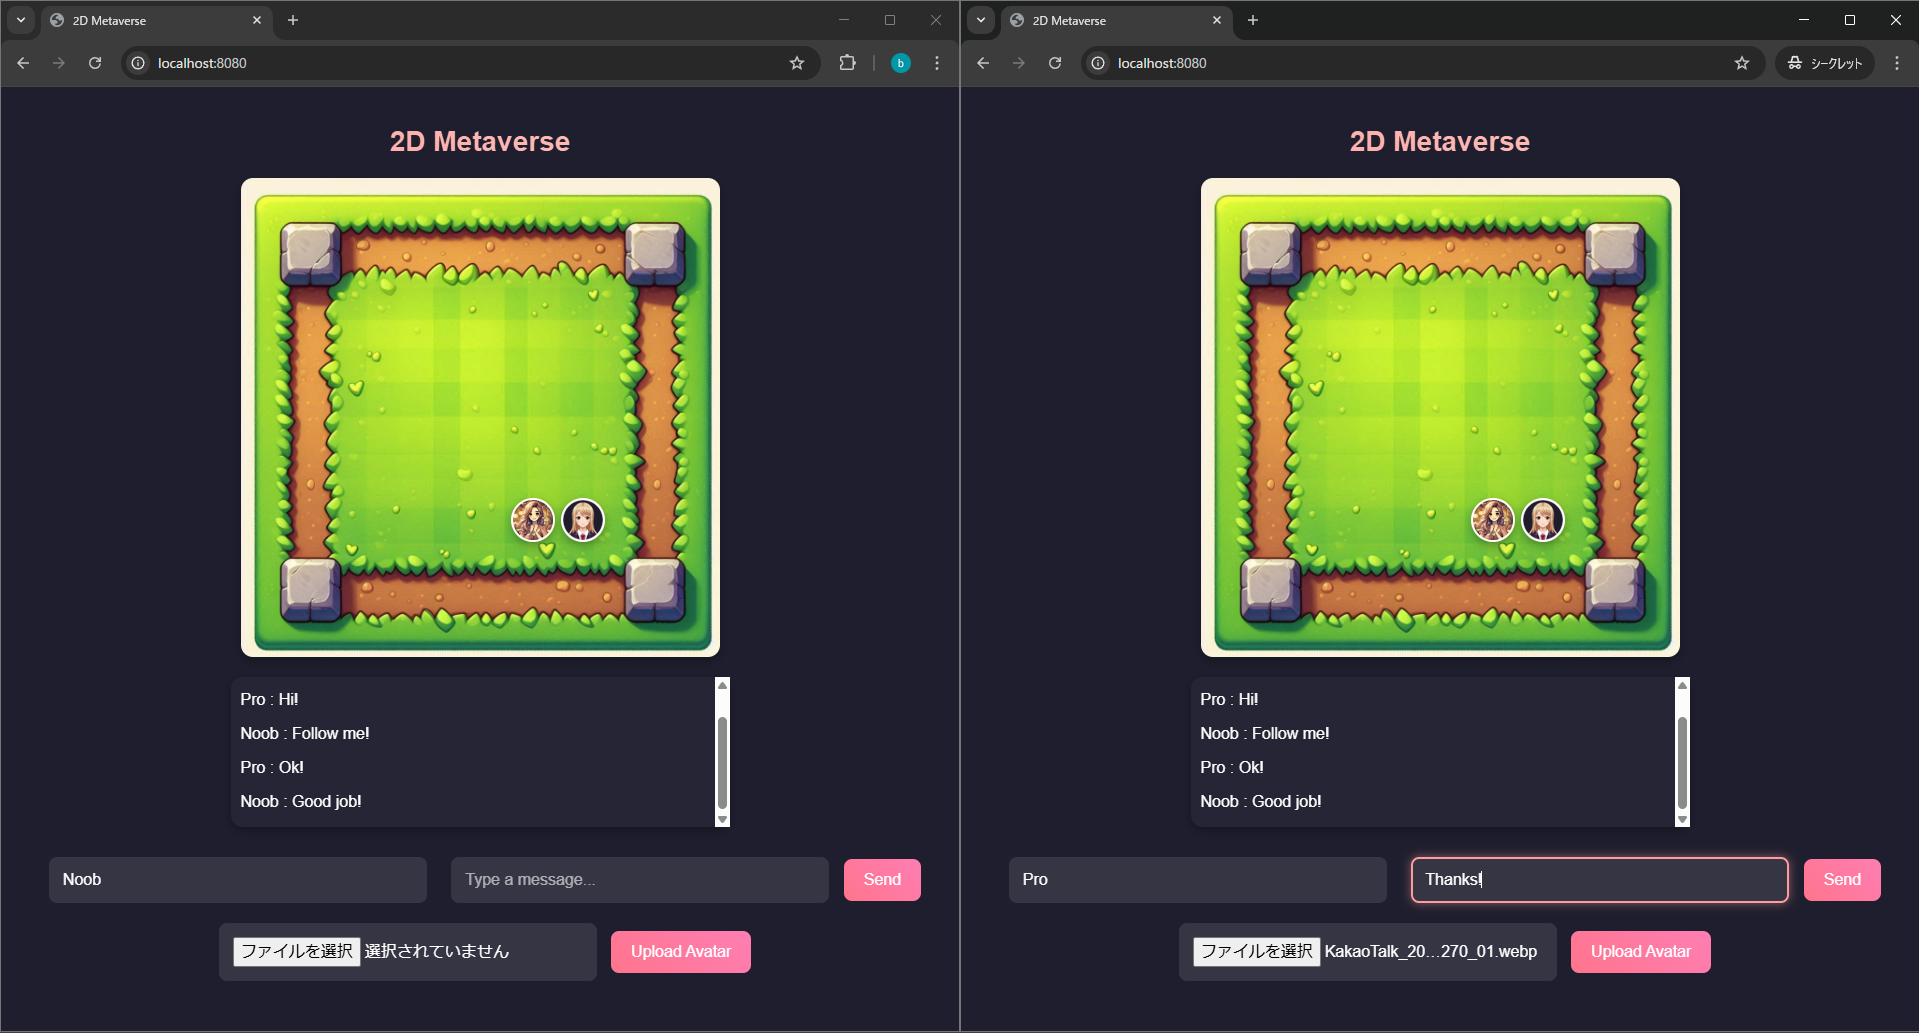 2D Metaverse
localhost:8080
b
2D Metaverse
Pro : Hi!
Noob : Follow me!
Pro : Ok!
Noob : Good job!
Noob
Type a message...
Send
ファイルを選択 選択されていません
Upload Avatar
2D Metaverse
localhost:8080
シークレット
2D Metaverse
Pro : Hi!
Noob : Follow me!
Pro : Ok!
Noob : Good job!
Pro
Thanks!
Send
ファイルを選択 KakaoTalk_20...270_01.webp
Upload Avatar